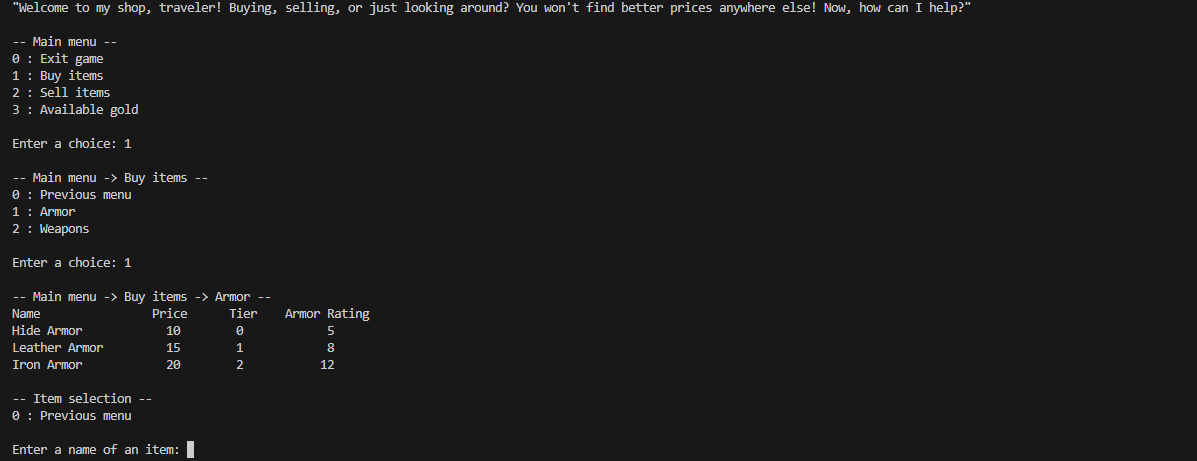 "Welcome to my shop, traveler! Buying, selling, or just looking around? You won't find better prices anywhere else! Now, how can I help?"
-- Main menu --
0 : Exit game
1 : Buy items
2 : Sell items
3 : Available gold
Enter a choice: 1
-- Main menu -> Buy items --
0 : Previous menu
1 : Armor
2 : Weapons
Enter a choice: 1
-- Main menu -> Buy items -> Armor --
Name Price Tier Armor Rating
Hide Armor 10 0 5
Leather Armor 15 1 8
Iron Armor 20 2 12
-- Item selection --
0 : Previous menu
Enter a name of an item: